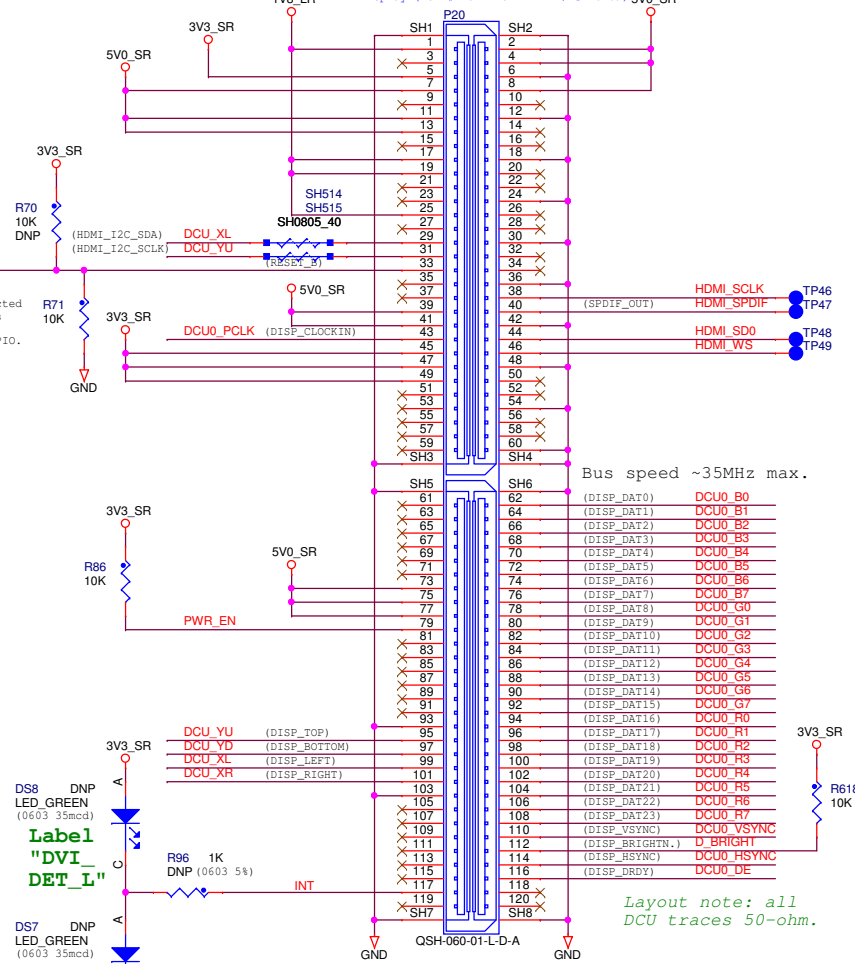 P20
SH1 SH2
3V3_SR
1 2
3 4
5V0_SR
5 6
7 8
9 10
11 12
13 14
15 16
3V3_SR
17 18
19 20
21 22
SH514
23 24
R70
SH515
25 26
10K
SH0805_40
27 28
DNP
(HDMI_I2C_SDA) DCU_XL
29 30
(HDMI_I2C_SCLK) DCU_YU
31 32
(RESET_B)
33 34
35 36
5V0_SR
37 38 HDMI_SCLK TP46
R71
39 40 (SPDIF_OUT) HDMI_SPDIF TP47
10K
3V3_SR
41 42
DCU0_PCLK (DISP_CLOCKIN) 43 44 HDMI_SD0 TP48
45 46 HDMI_WS TP49
47 48
GND
49 50
51 52
53 54
55 56
57 58
59 60
SH3 SH4
Bus speed ~35MHz max.
SH5 SH6
61 62 (DISP_DAT0) DCU0_B0
63 64 (DISP_DAT1) DCU0_B1
3V3_SR
65 66 (DISP_DAT2) DCU0_B2
67 68 (DISP_DAT3) DCU0_B3
5V0_SR
69 70 (DISP_DAT4) DCU0_B4
R86
71 72 (DISP_DAT5) DCU0_B5
10K
73 74 (DISP_DAT6) DCU0_B6
75 76 (DISP_DAT7) DCU0_B7
77 78 (DISP_DAT8) DCU0_G0
PWR_EN 79 80 (DISP_DAT9) DCU0_G1
81 82 (DISP_DAT10) DCU0_G2
83 84 (DISP_DAT11) DCU0_G3
85 86 (DISP_DAT12) DCU0_G4
87 88 (DISP_DAT13) DCU0_G5
89 90 (DISP_DAT14) DCU0_G6
91 92 (DISP_DAT15) DCU0_G7
93 94 (DISP_DAT16) DCU0_R0
DCU_YU (DISP_TOP) 95 96 (DISP_DAT17) DCU0_R1
3V3_SR
DCU_YD (DISP_BOTTOM) 97 98 (DISP_DAT18) DCU0_R2
3V3_SR
DCU_XL (DISP_LEFT) 99 100 (DISP_DAT19) DCU0_R3
DCU_XR (DISP_RIGHT) 101 102 (DISP_DAT20) DCU0_R4
DS8 DNP A
103 104 (DISP_DAT21) DCU0_R5
LED_GREEN
105 106 (DISP_DAT22) DCU0_R6
R618
10K
(0603 35mcd)
107 108 (DISP_DAT23) DCU0_R7
109 110 (DISP_VSYNC) DCU0_VSYNC
Label
"DVI_
DET_L"
C
111 112 (DISP_BRIGHTN.) D_BRIGHT
R96 1K
DNP (0603 5%)
113 114 (DISP_HSYNC) DCU0_HSYNC
115 116 (DISP_DRDY) DCU0_DE
INT 117 118
119 120
SH7 SH8
Layout note: all
DCU traces 50-ohm.
DS7 DNP A
LED_GREEN
(0603 35mcd)
QSH-060-01-L-D-A
GND GND